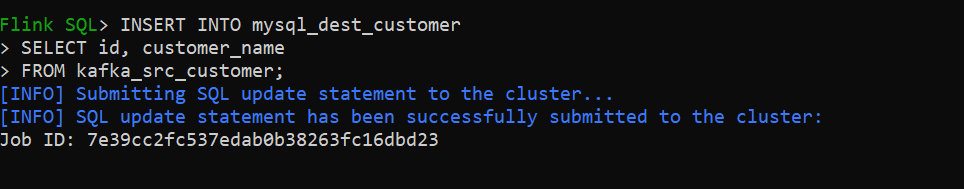 Flink SQL> INSERT INTO mysql_dest_customer
> SELECT id, customer_name
> FROM kafka_src_customer;
[INFO] Submitting SQL update statement to the cluster...
[INFO] SQL update statement has been successfully submitted to the cluster:
Job ID: 7e39cc2fc537edab0b38263fc16dbd23